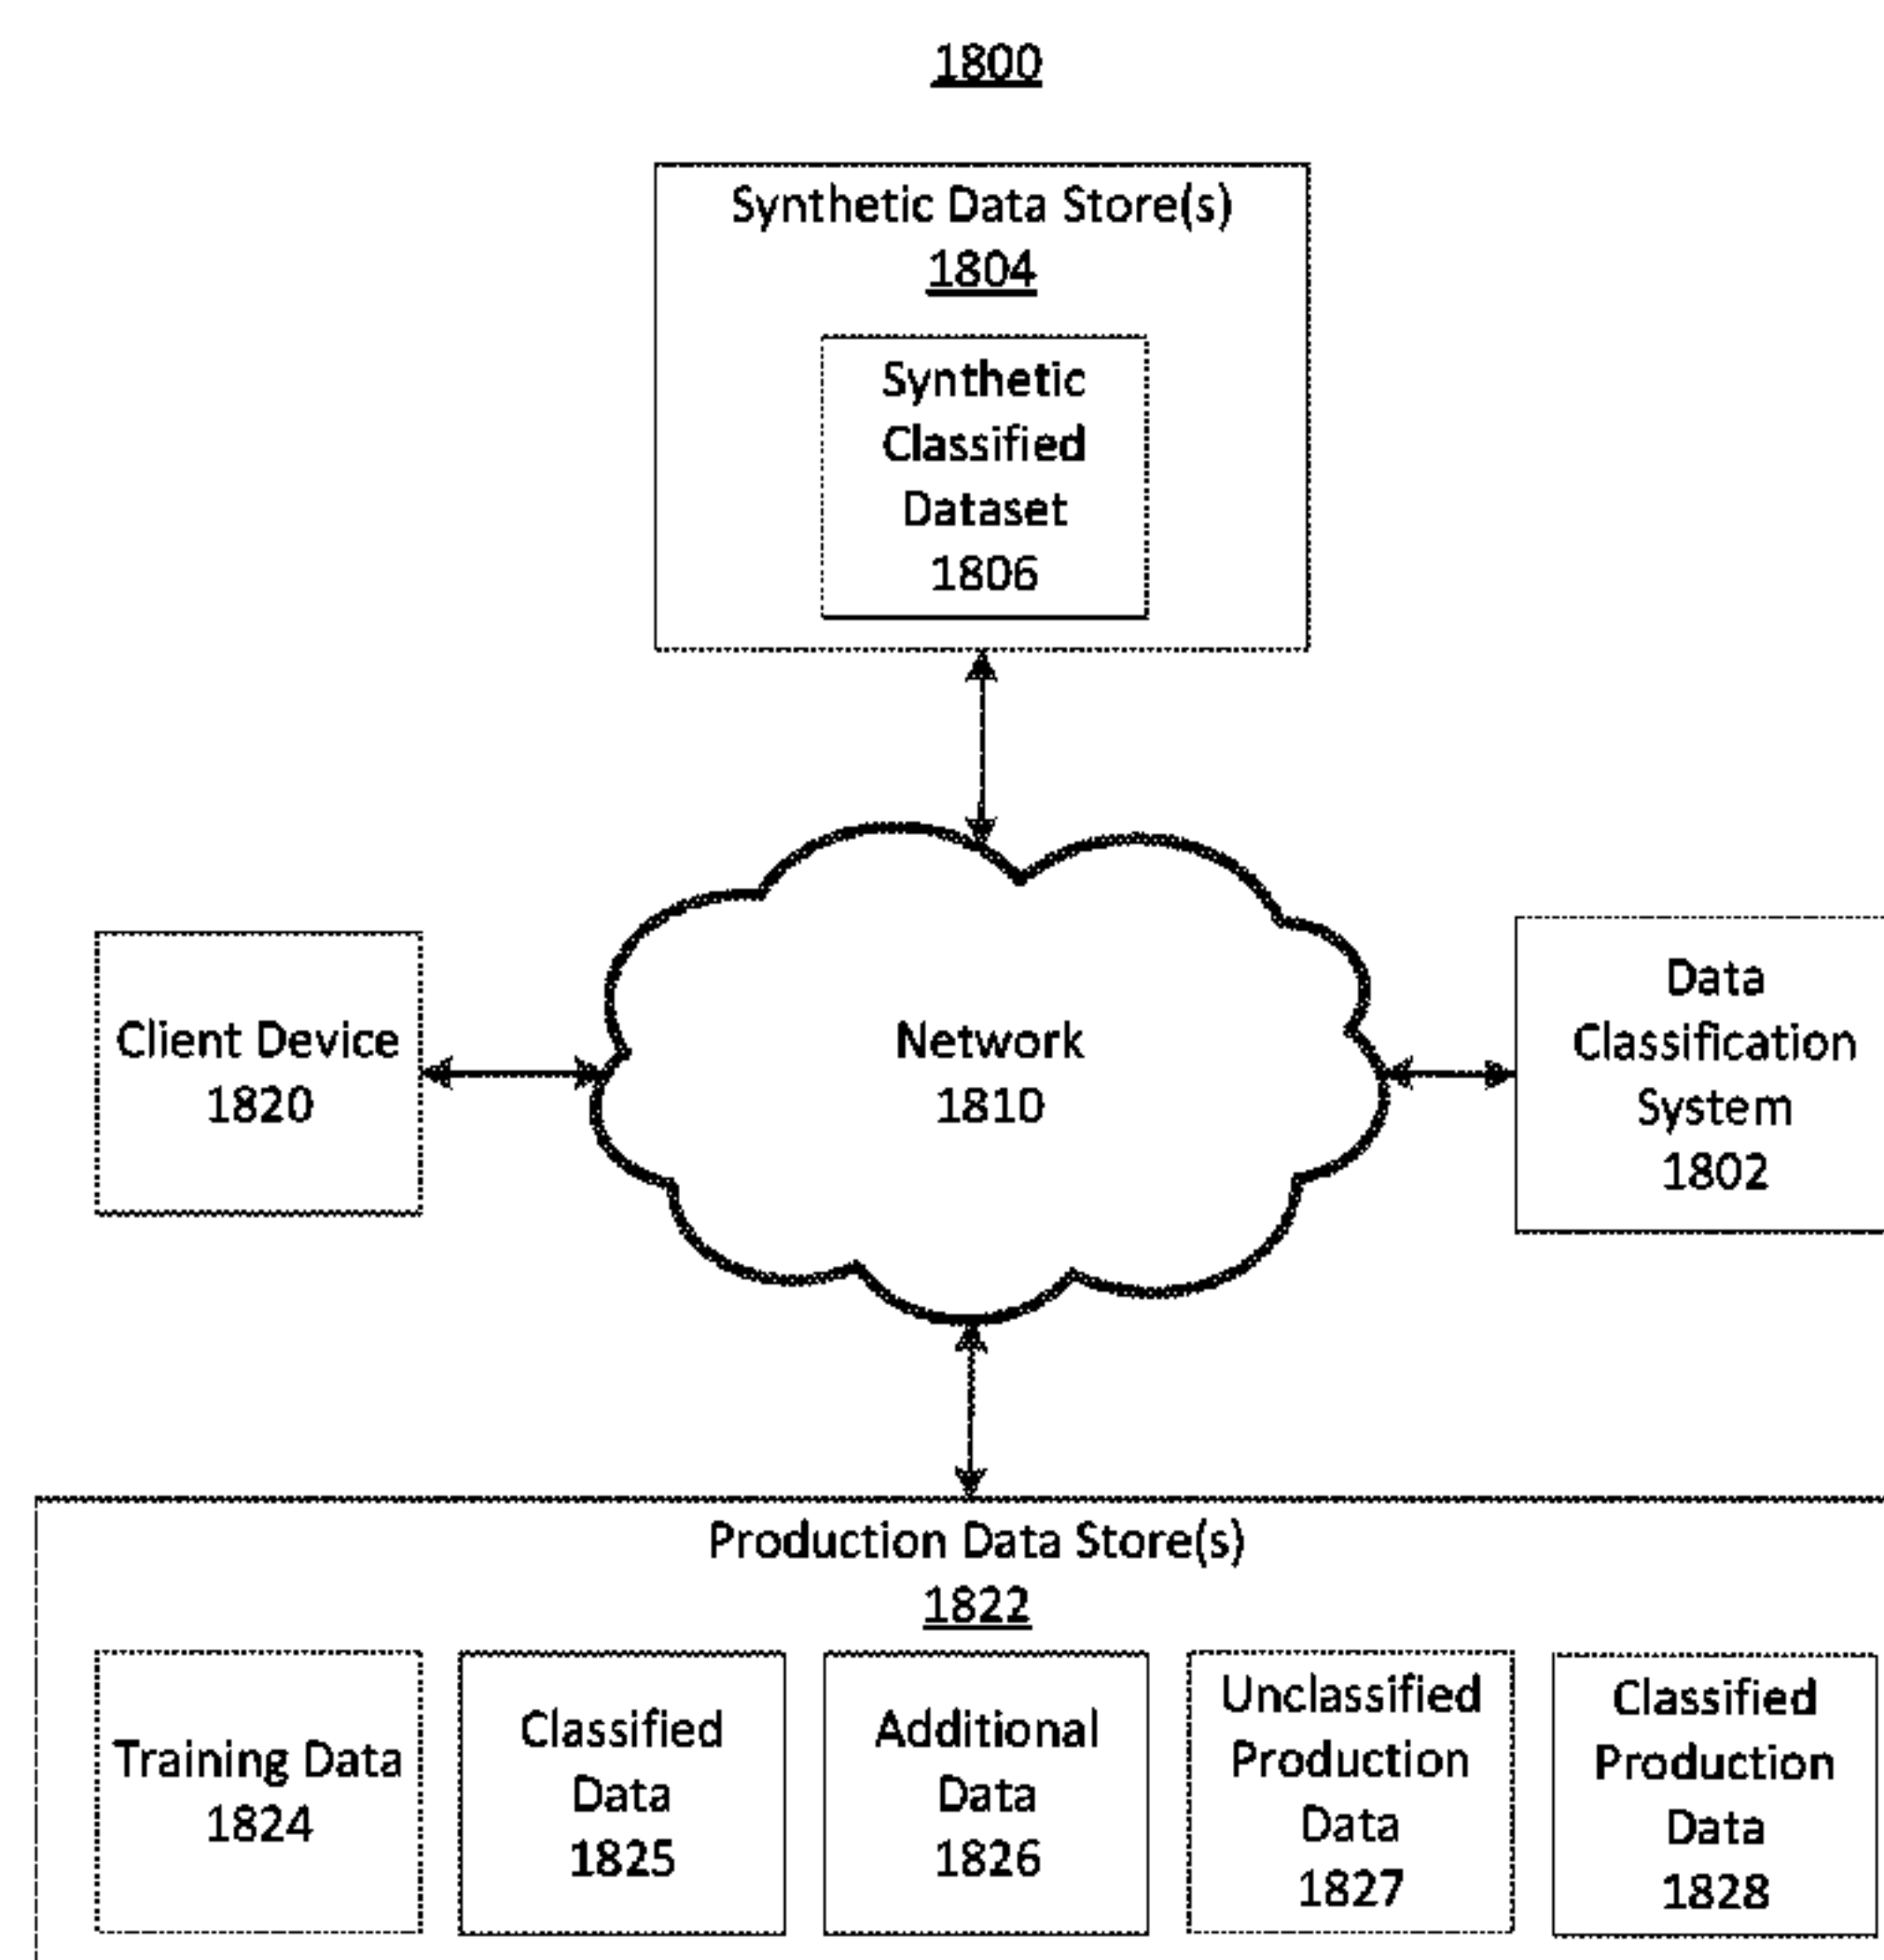 1800
Synthetic Data Store(s)
1804
Synthetic
Classified
Dataset
1806
Client Device
1820
Network
1810
Data
Classification
System
1802
Production Data Store(s)
1822
Training Data
1824
Classified
Data
1825
Additional
Data
1826
Unclassified
Production
Data
1827
Classified
Production
Data
1828